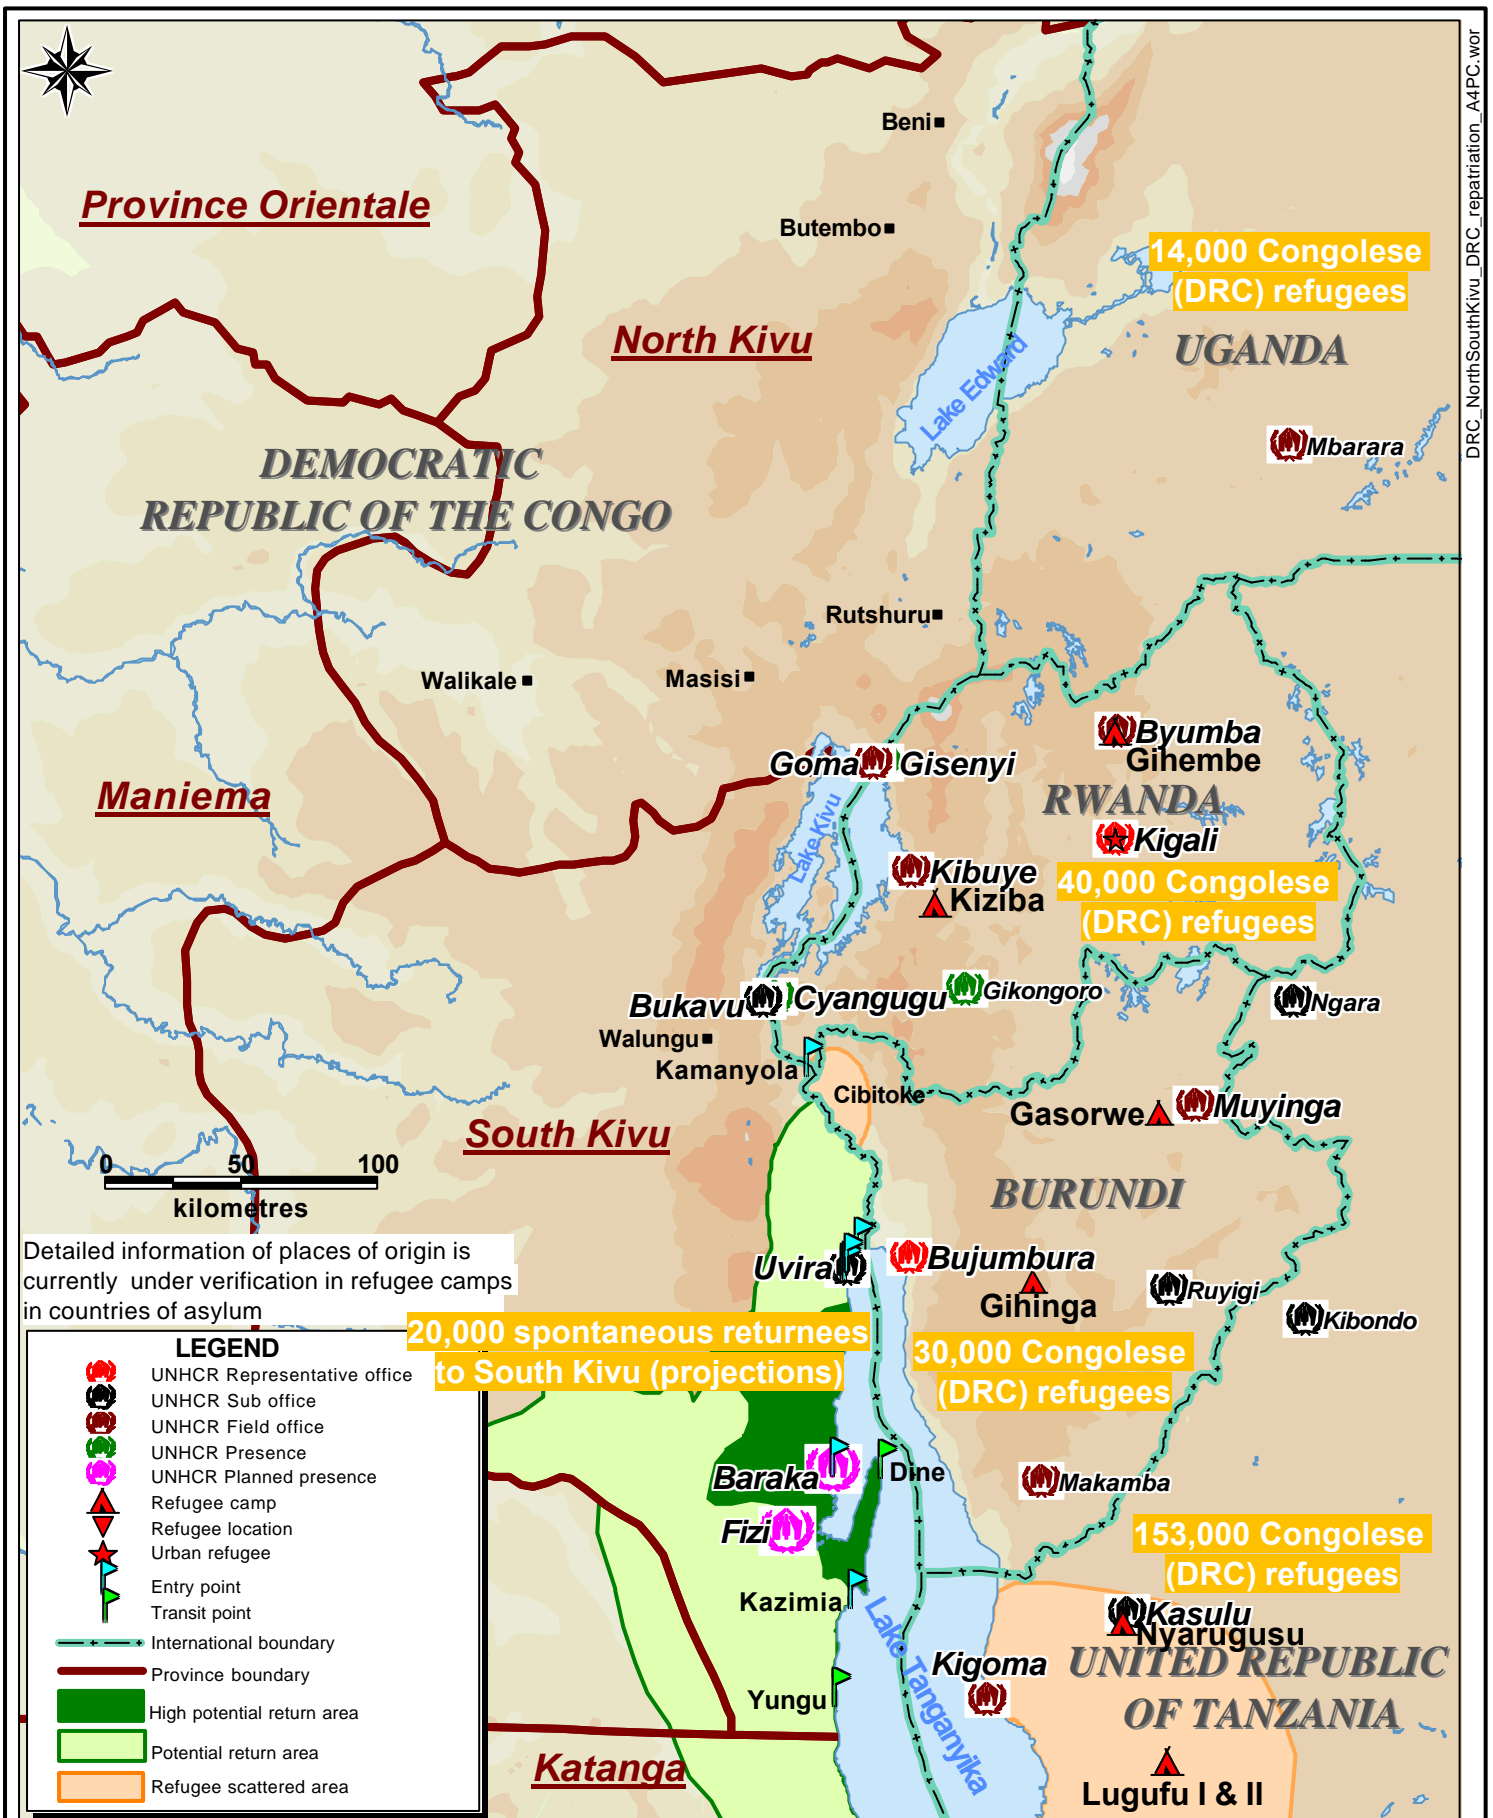 DRC_NorthSouthKivu_DRC_repatriation_A4PC.wor
Beni
Province Orientale
Butembo
14,000 Congolese
(DRC) refugees
North Kivu
UGANDA
Lake Edward
Mbarara
DEMOCRATIC
REPUBLIC OF THE CONGO
Rutshuru
Walikale
Masisi
Byumba
Gihembe
Goma
Gisenyi
Maniema
RWANDA
Lake Kivu
Kigali
Kibuye
Kiziba
40,000 Congolese
(DRC) refugees
Bukavu
Cyangugu
Gikongoro
Ngara
Walungu
Kamanyola
Cibitoke
Gasorwe
Muyinga
South Kivu
0 50 100
kilometres
BURUNDI
Detailed information of places of origin is
currently under verification in refugee camps
in countries of asylum
Uvira
Bujumbura
Gihinga
Ruyigi
Kibondo
20,000 spontaneous returnees
to South Kivu (projections)
30,000 Congolese
(DRC) refugees
LEGEND
UNHCR Representative office
UNHCR Sub office
UNHCR Field office
UNHCR Presence
UNHCR Planned presence
Refugee camp
Refugee location
Urban refugee
Entry point
Transit point
International boundary
Province boundary
High potential return area
Potential return area
Refugee scattered area
Baraka
Dine
Makamba
Fizi
153,000 Congolese
(DRC) refugees
Kazimia
Kasulu
Nyarugusu
Lake Tanganyika
Kigoma
UNITED REPUBLIC
OF TANZANIA
Yungu
Katanga
Lugufu I & II